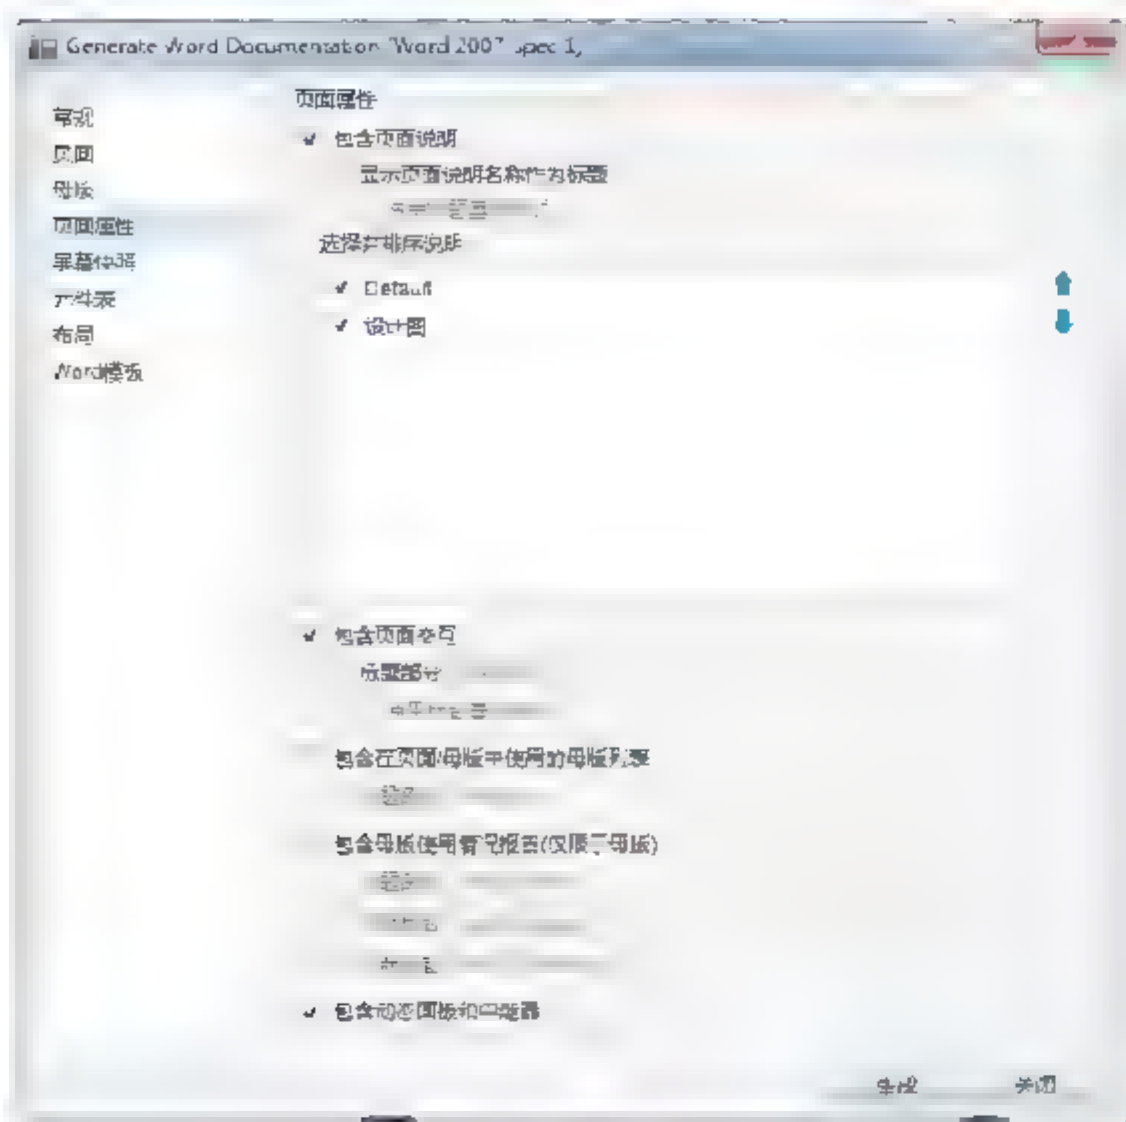 Generate Word Documentation (Word 2007 Spec 1)
常规
页面
母版
页面属性
屏幕快照
元件表
布局
Word模板
页面属性
包含页面说明
显示页面说明名称作为标题
选择并排序说明
Default
设计图
包含页面交互
标题部分
包含在页面/母版中使用的母版列表
包含母版使用情况报告(仅限于母版)
包含动态面板和中继器
生成
关闭